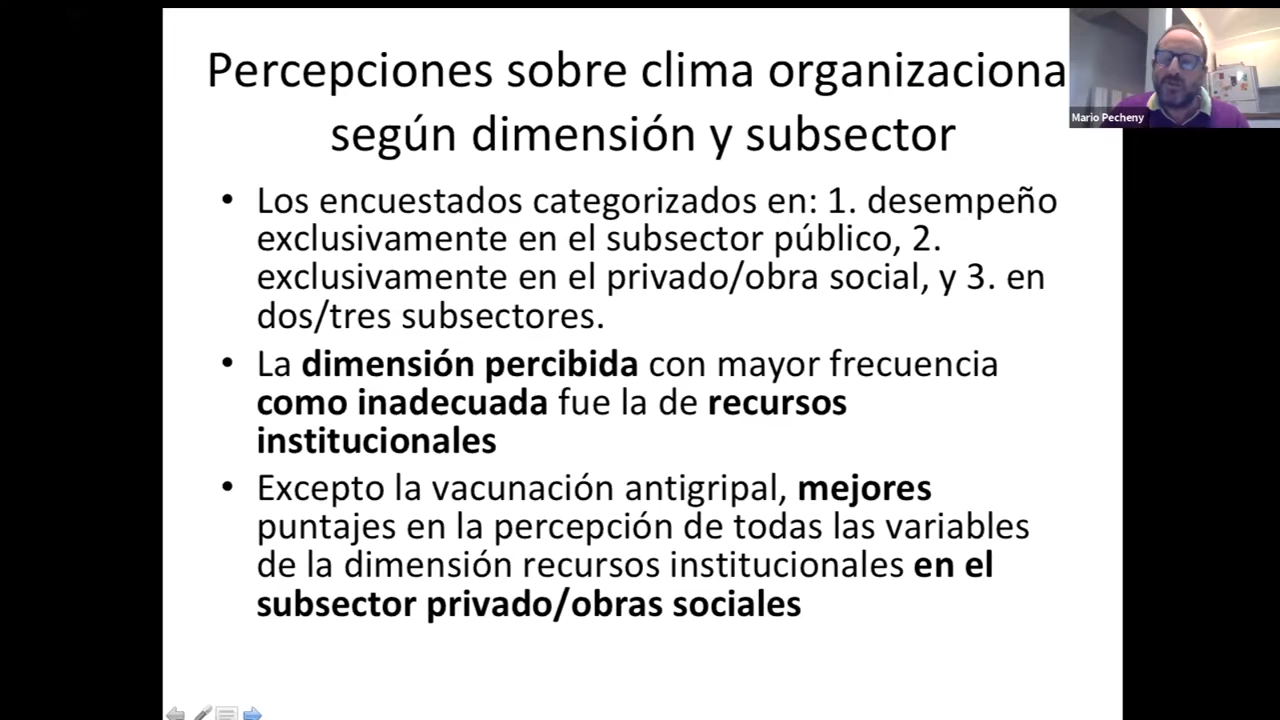 Percepciones sobre clima organizaciona
según dimensión y subsector
Mario Pecheny
• Los encuestados categorizados en: 1. desempeño
exclusivamente en el subsector público, 2.
exclusivamente en el privado/obra social, y 3. en
dos/tres subsectores.
• La dimensión percibida con mayor frecuencia
como inadecuada fue la de recursos
institucionales
• Excepto la vacunación antigripal, mejores
puntajes en la percepción de todas las variables
de la dimensión recursos institucionales en el
subsector privado/obras sociales